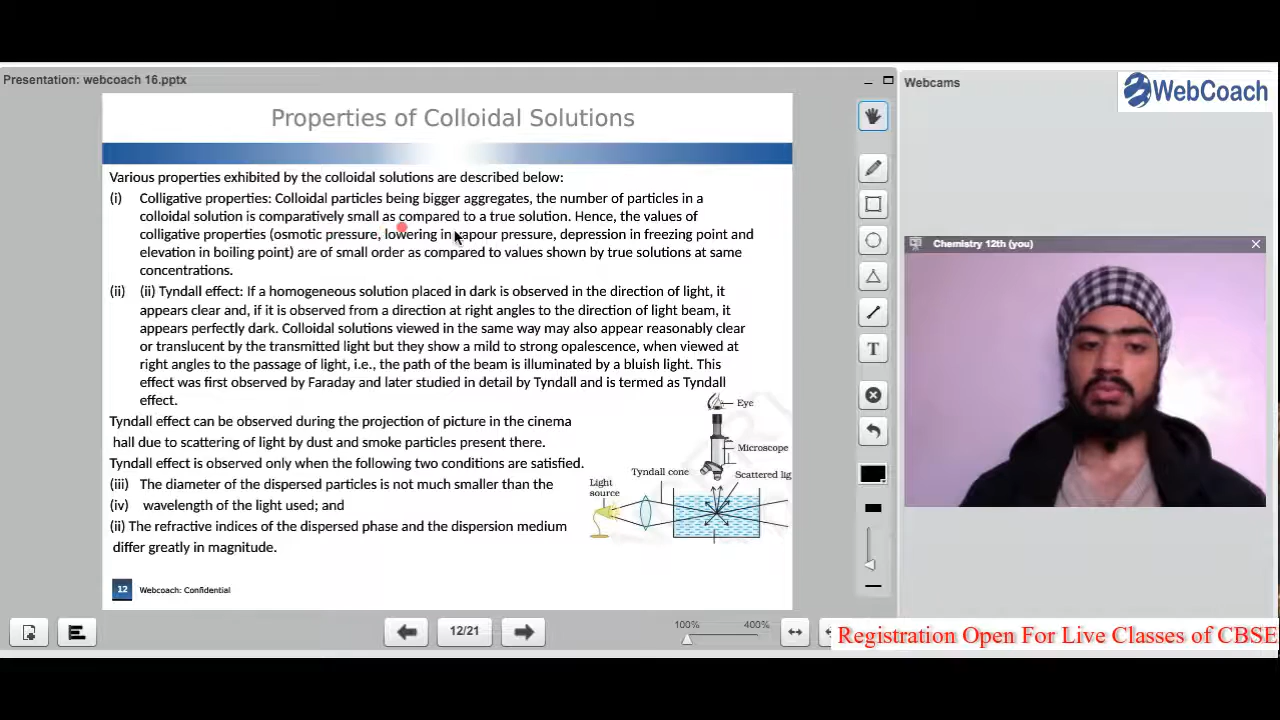 Presentation: webcoach 16.pptx
Webcams
WebCoach
Properties of Colloidal Solutions
Various properties exhibited by the colloidal solutions are described below:
(i) Colligative properties: Colloidal particles being bigger aggregates, the number of particles in a
colloidal solution is comparatively small as compared to a true solution. Hence, the values of
colligative properties (osmotic pressure, lowering in vapour pressure, depression in freezing point and
elevation in boiling point) are of small order as compared to values shown by true solutions at same
concentrations.
(ii) (ii) Tyndall effect: If a homogeneous solution placed in dark is observed in the direction of light, it
appears clear and, if it is observed from a direction at right angles to the direction of light beam, it
appears perfectly dark. Colloidal solutions viewed in the same way may also appear reasonably clear
or translucent by the transmitted light but they show a mild to strong opalescence, when viewed at
right angles to the passage of light, i.e., the path of the beam is illuminated by a bluish light. This
effect was first observed by Faraday and later studied in detail by Tyndall and is termed as Tyndall
effect.
Tyndall effect can be observed during the projection of picture in the cinema
hall due to scattering of light by dust and smoke particles present there.
Tyndall effect is observed only when the following two conditions are satisfied.
(iii) The diameter of the dispersed particles is not much smaller than the
(iv) wavelength of the light used; and
(ii) The refractive indices of the dispersed phase and the dispersion medium
differ greatly in magnitude.
Eye
Microscope
Tyndall cone
Scattered lig
Light
source
12 Webcoach: Confidential
T
Chemistry 12th (you)
12/21
100% 400%
Registration Open For Live Classes of CBSE